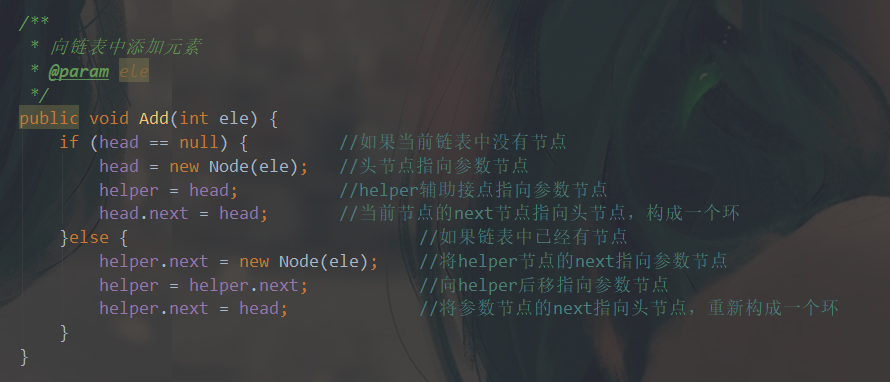 /**
 * 向链表中添加元素
 * @param ele
 */
public void Add(int ele) {
    if (head == null) {         //如果当前链表中没有节点
        head = new Node(ele);   //头节点指向参数节点
        helper = head;          //helper辅助接点指向参数节点
        head.next = head;       //当前节点的next节点指向头节点，构成一个环
    }else {                             //如果链表中已经有节点
        helper.next = new Node(ele);    //将helper节点的next指向参数节点
        helper = helper.next;           //向helper后移指向参数节点
        helper.next = head;             //将参数节点的next指向头节点，重新构成一个环
    }
}